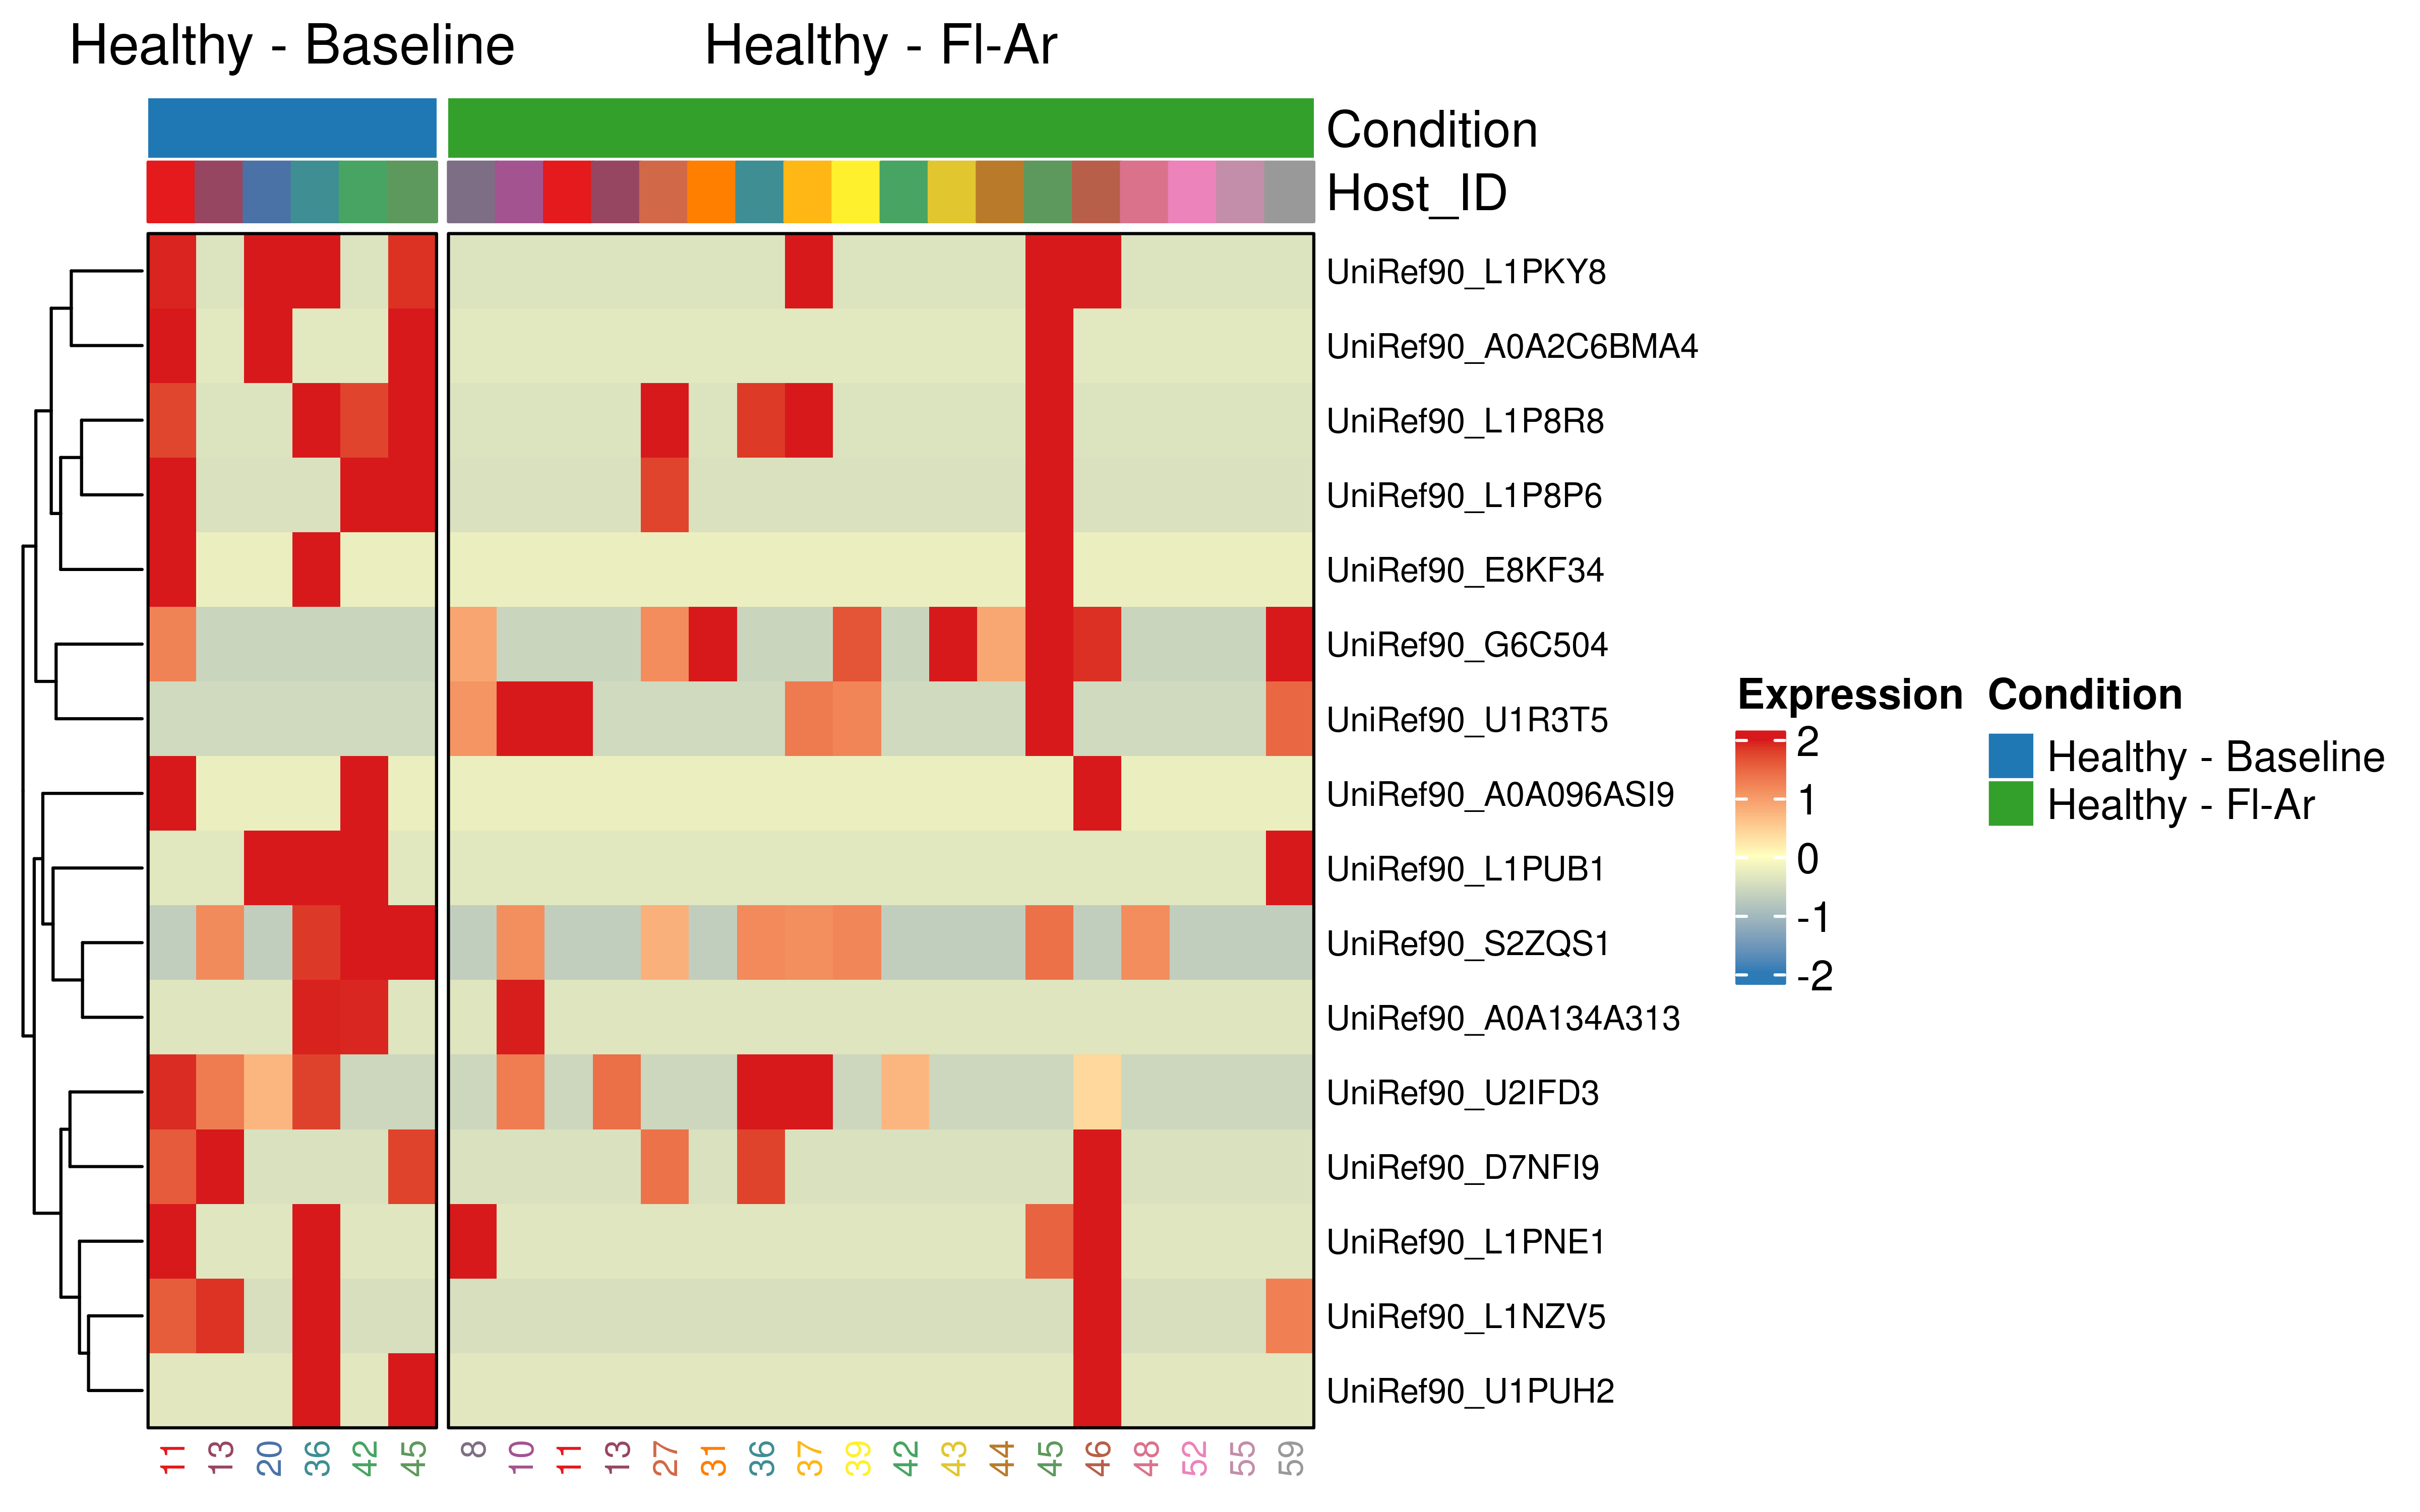 Healthy - Baseline
Healthy - Fl-Ar
Condition
Host_ID
UniRef90_L1PKY8
UniRef90_A0A2C6BMA4
UniRef90_L1P8R8
UniRef90_L1P8P6
UniRef90_E8KF34
UniRef90_G6C504
UniRef90_U1R3T5
UniRef90_A0A096ASI9
UniRef90_L1PUB1
UniRef90_S2ZQS1
UniRef90_A0A134A313
UniRef90_U2IFD3
UniRef90_D7NFI9
UniRef90_L1PNE1
UniRef90_L1NZV5
UniRef90_U1PUH2
11 13 20 36 42 45 8 10 11 13 27 31 36 37 39 42 43 44 45 46 48 52 55 59
Expression
2
1
0
-1
-2
Condition
Healthy - Baseline
Healthy - Fl-Ar